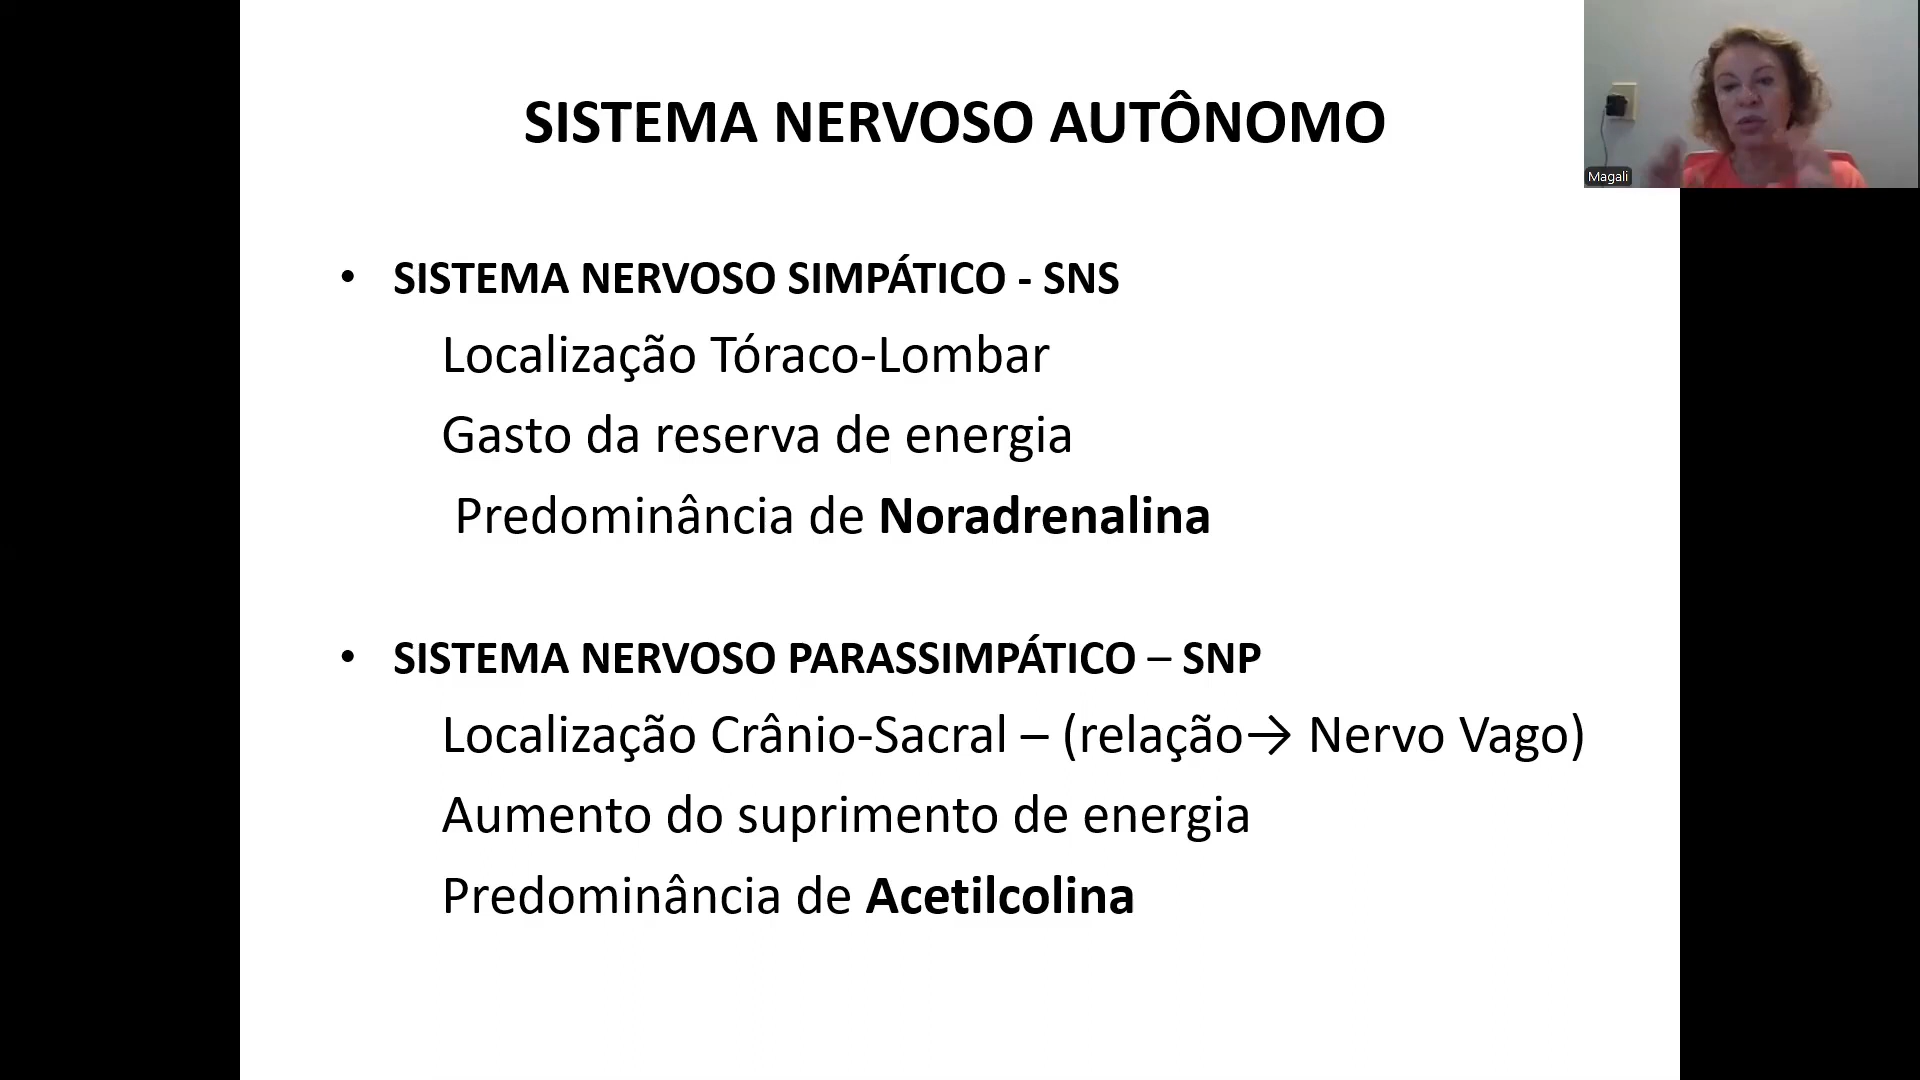 SISTEMA NERVOSO AUTÔNOMO
Magali
• SISTEMA NERVOSO SIMPÁTICO - SNS
Localização Tóraco-Lombar
Gasto da reserva de energia
Predominância de Noradrenalina
• SISTEMA NERVOSO PARASSIMPÁTICO – SNP
Localização Crânio-Sacral – (relação→ Nervo Vago)
Aumento do suprimento de energia
Predominância de Acetilcolina